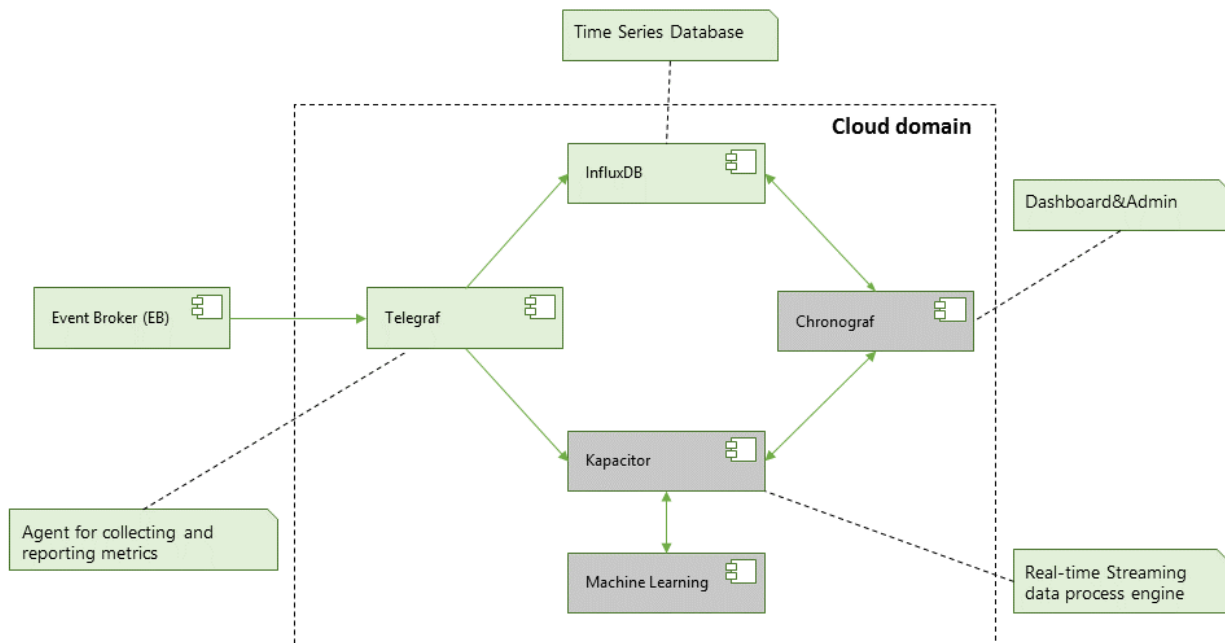 Time Series Database
Cloud domain
InfluxDB
Dashboard&Admin
Event Broker (EB)
Telegraf
Chronograf
Kapacitor
Agent for collecting and
reporting metrics
Machine Learning
Real-time Streaming
data process engine